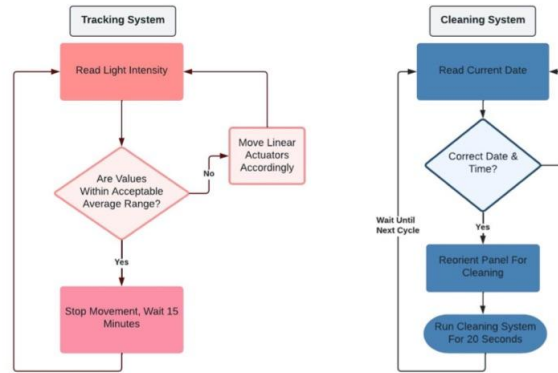 Tracking System
Read Light Intensity
Move Linear
Actuators
Accordingly
No
Are Values
Within Acceptable
Average Range?
Yes
Stop Movement, Wait 15
Minutes
Cleaning System
Read Current Date
Correct Date &
Time?
Wait Until
Next Cycle
Yes
Reorient Panel For
Cleaning
Run Cleaning System
For 20 Seconds